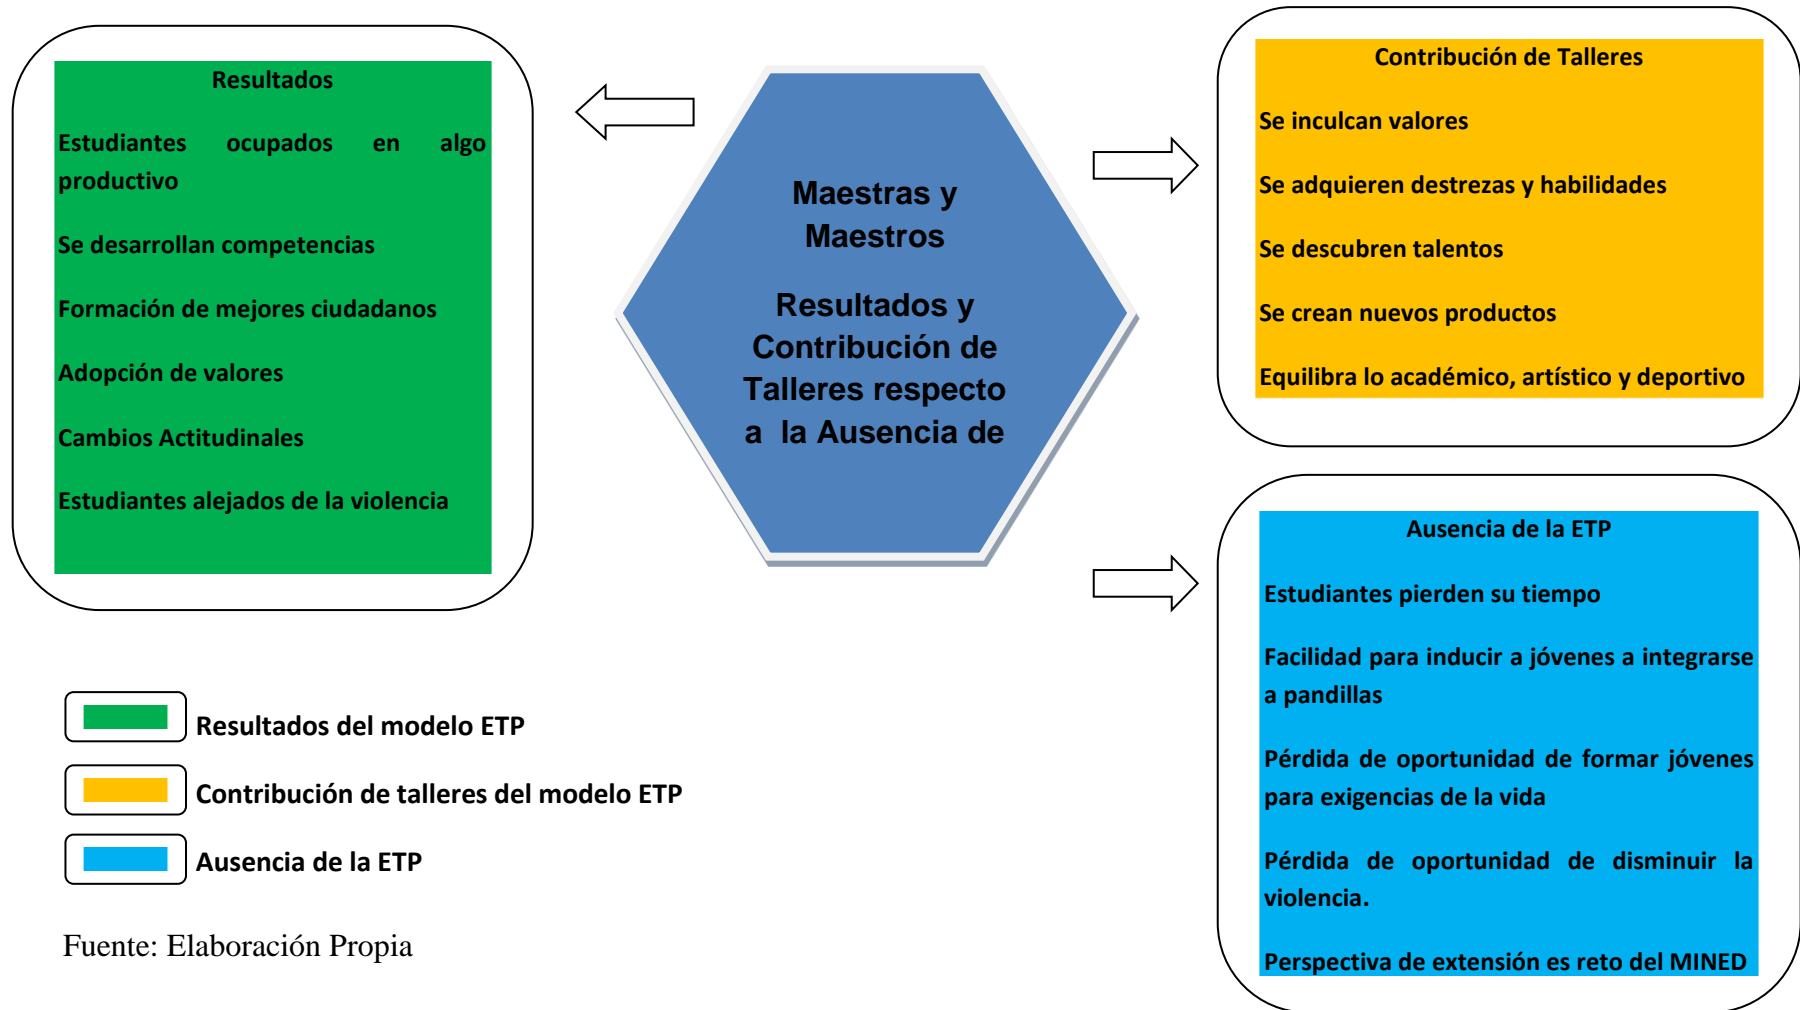 Resultados
Estudiantes ocupados en algo
productivo
Se desarrollan competencias
Formación de mejores ciudadanos
Adopción de valores
Cambios Actitudinales
Estudiantes alejados de la violencia
Maestras y
Maestros
Resultados y
Contribución de
Talleres respecto
a la Ausencia de
Contribución de Talleres
Se inculcan valores
Se adquieren destrezas y habilidades
Se descubren talentos
Se crean nuevos productos
Equilibra lo académico, artístico y deportivo
Ausencia de la ETP
Estudiantes pierden su tiempo
Facilidad para inducir a jóvenes a integrarse
a pandillas
Pérdida de oportunidad de formar jóvenes
para exigencias de la vida
Pérdida de oportunidad de disminuir la
violencia.
Perspectiva de extensión es reto del MINED
Resultados del modelo ETP
Contribución de talleres del modelo ETP
Ausencia de la ETP
Fuente: Elaboración Propia